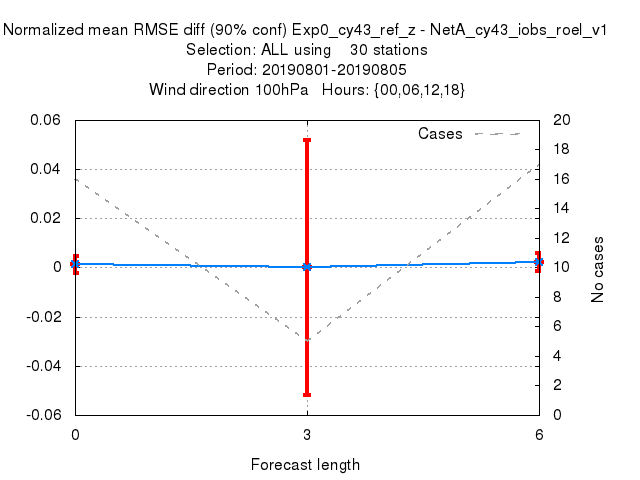 Normalized mean RMSE diff (90% conf) Exp0_cy43_ref_z - NetA_cy43_iobs_roel_v1
Selection: ALL using    30 stations
Period: 20190801-20190805
Wind direction 100hPa   Hours: {00,06,12,18}
Cases
0.06
0.04
0.02
0
-0.02
-0.04
-0.06
20
18
16
14
12
10
8
6
4
2
0
No cases
0 3 6
Forecast length